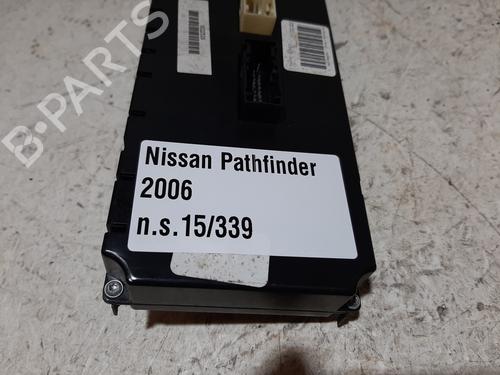 B-PARTS
Nissan Pathfinder
2006
n.s.15/339